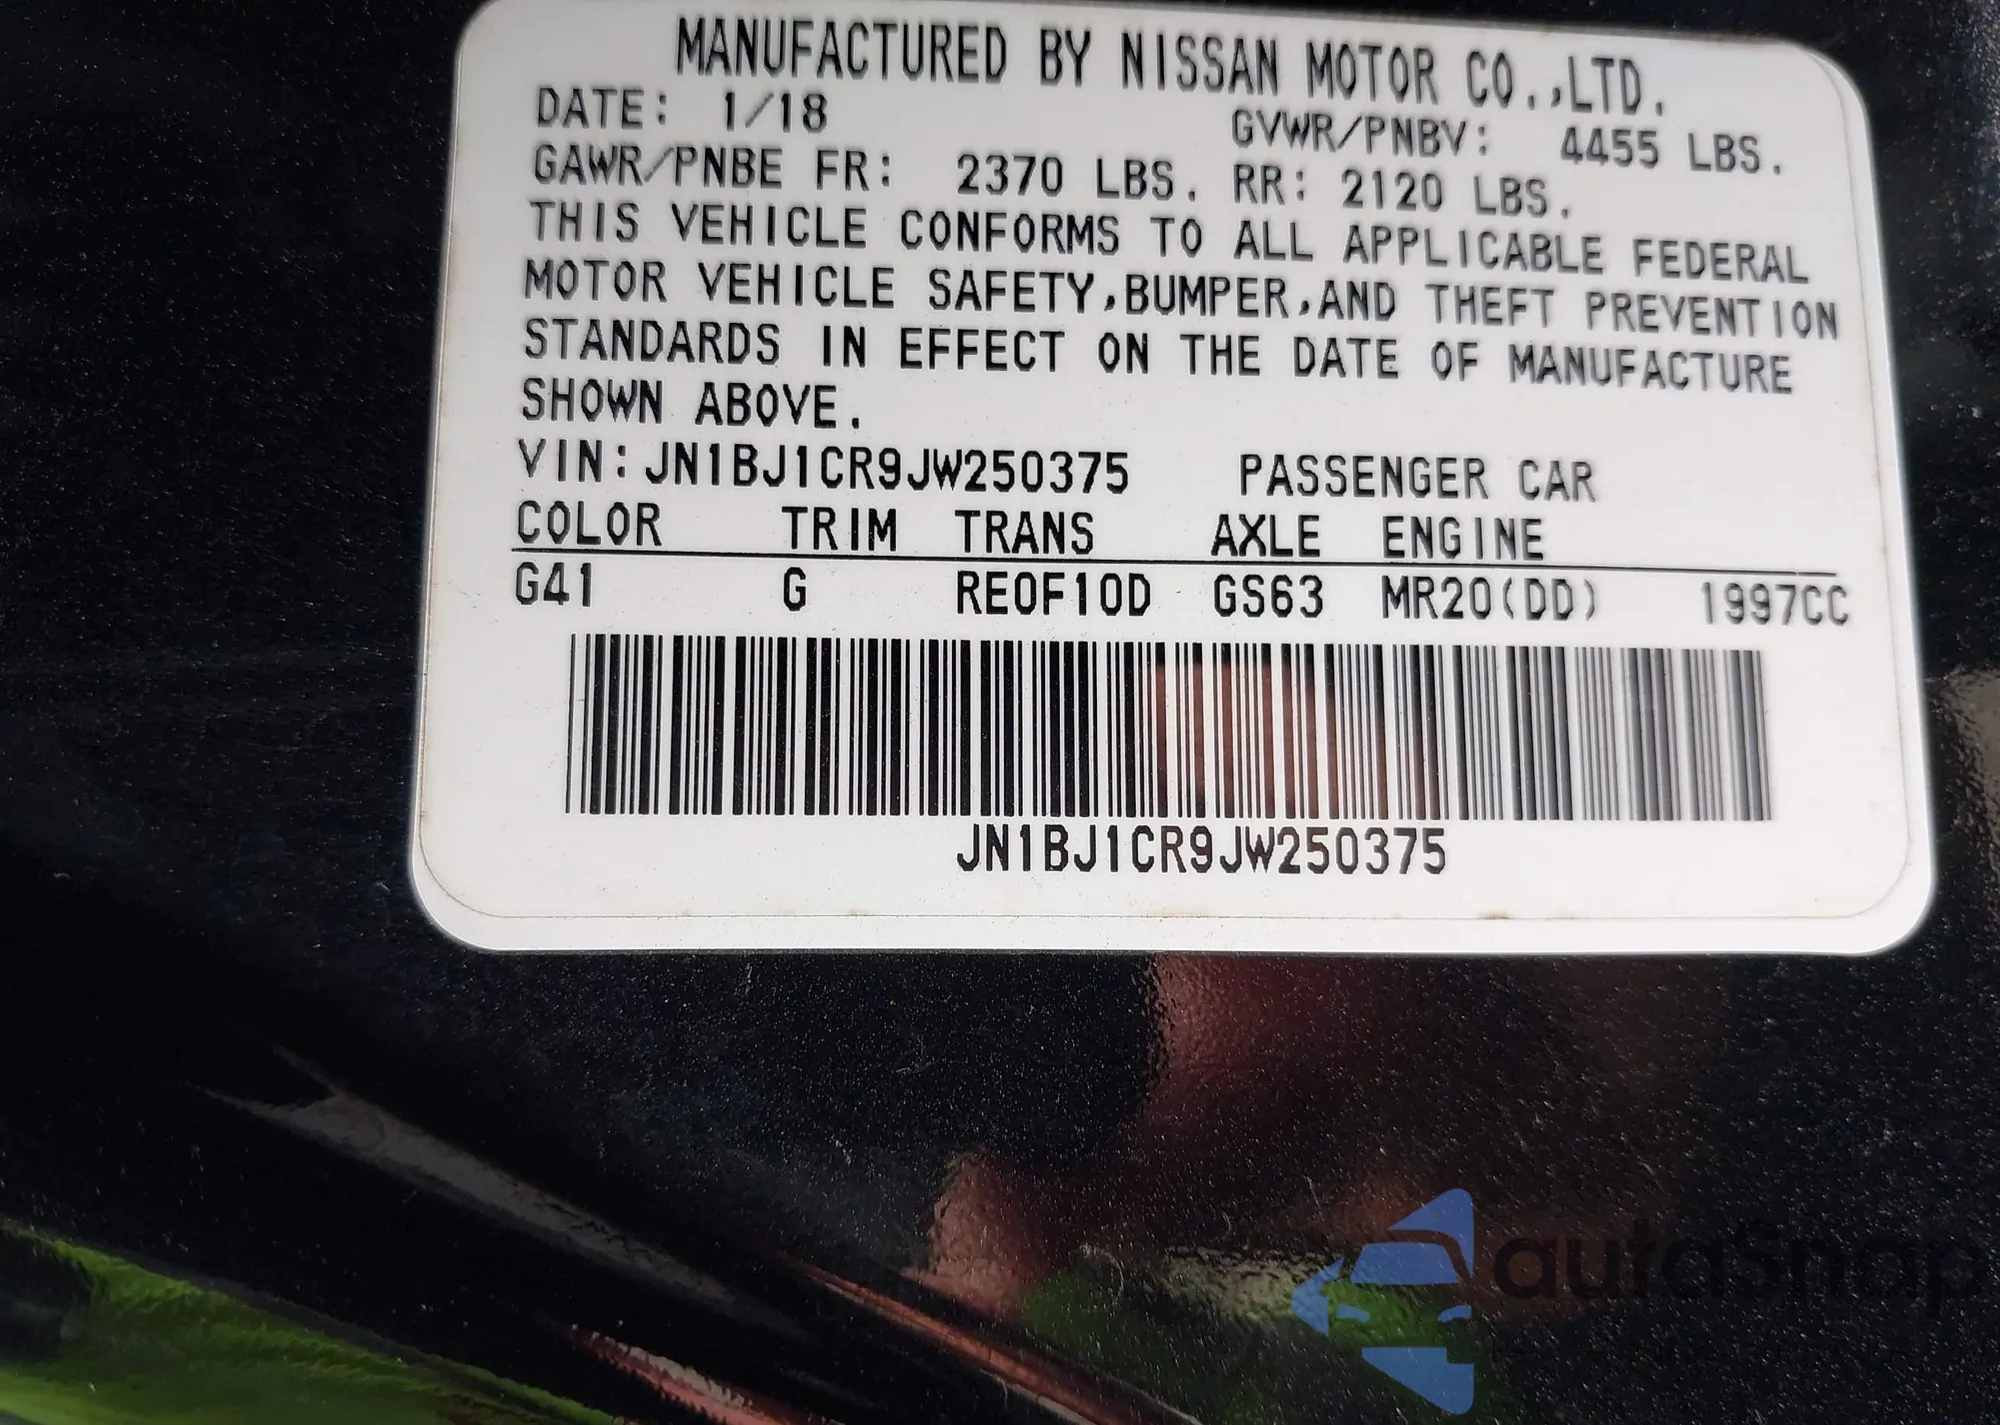 MANUFACTURED BY NISSAN MOTOR CO.,LTD.
DATE: 1/18 GVWR/PNBV: 4455 LBS.
GAWR/PNBE FR: 2370 LBS. RR: 2120 LBS.
THIS VEHICLE CONFORMS TO ALL APPLICABLE FEDERAL
MOTOR VEHICLE SAFETY,BUMPER,AND THEFT PREVENTION
STANDARDS IN EFFECT ON THE DATE OF MANUFACTURE
SHOWN ABOVE.
VIN:JN1BJ1CR9JW250375 PASSENGER CAR
COLOR TRIM TRANS AXLE ENGINE
G41 G RE0F10D GS63 MR20(DD) 1997CC
JN1BJ1CR9JW250375
autosnap